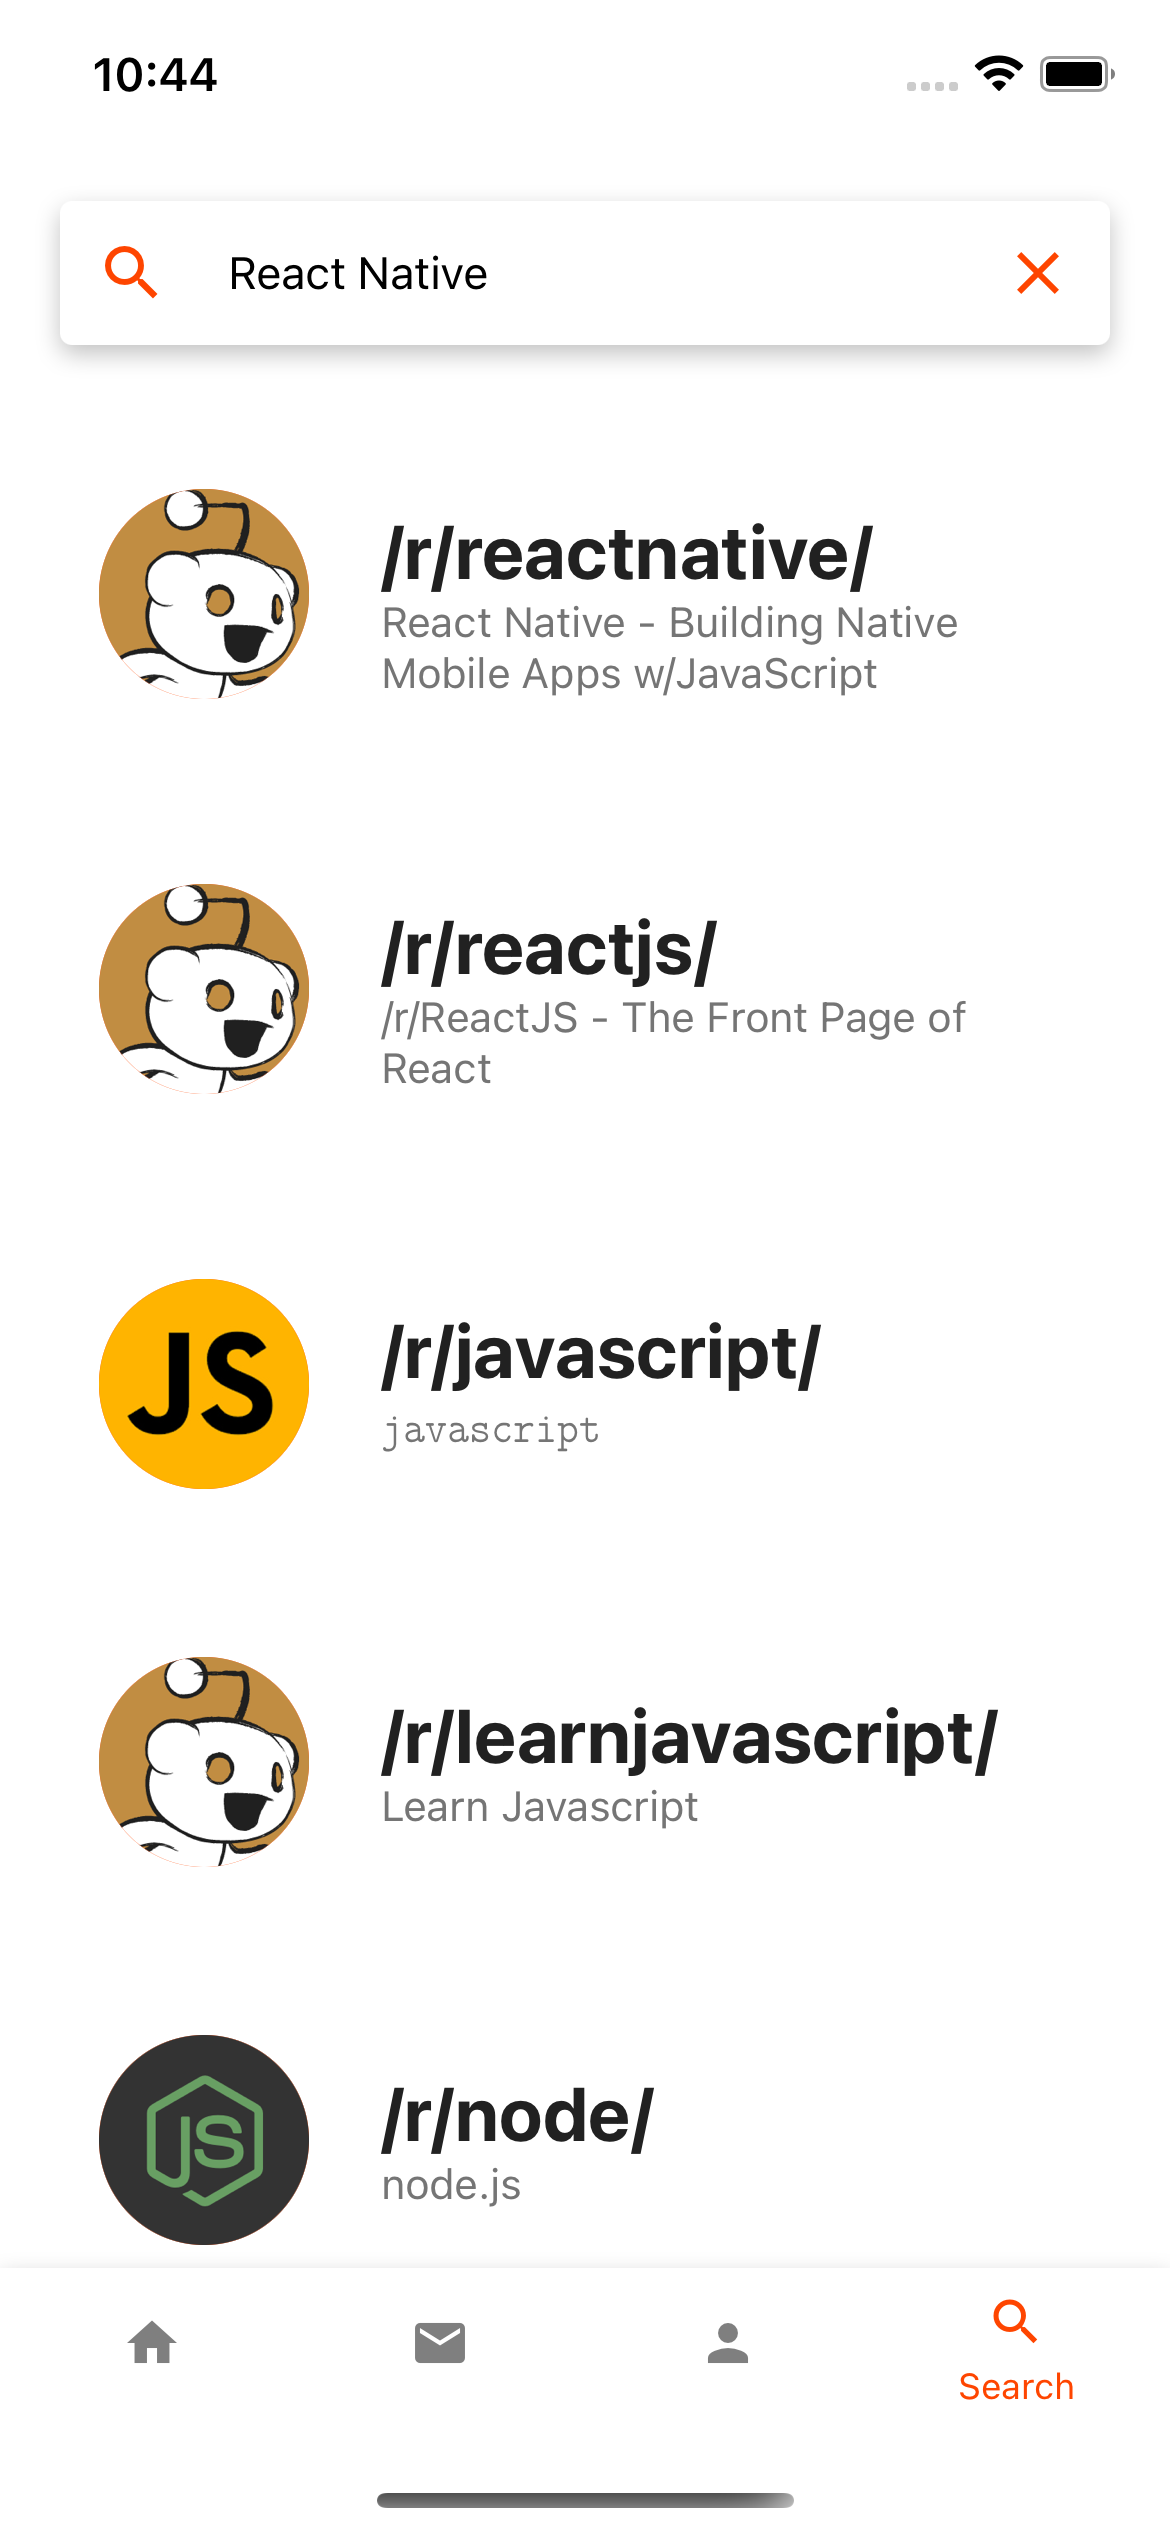 10:44
React Native
/r/reactnative/
React Native - Building Native
Mobile Apps w/JavaScript
/r/reactjs/
/r/ReactJS - The Front Page of
React
JS
/r/javascript/
javascript
/r/learnjavascript/
Learn Javascript
JS
/r/node/
node.js
Search